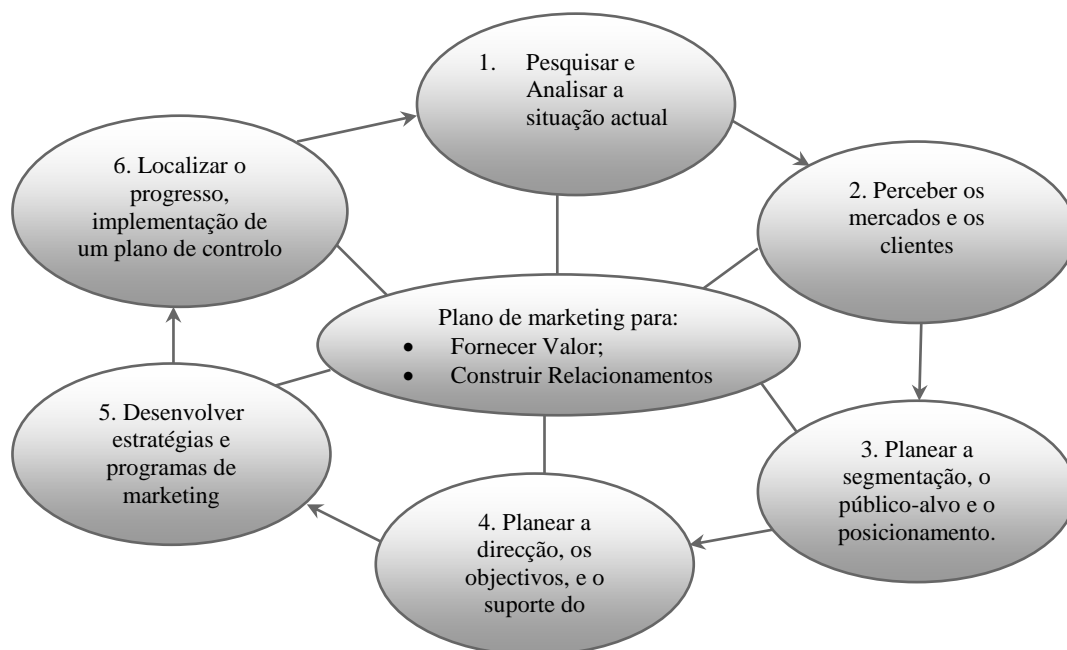 1. Pesquisar e
Analisar a
situação actual
2. Perceber os
mercados e os
clientes
3. Planear a
segmentação, o
público-alvo e o
posicionamento.
4. Planear a
direcção, os
objectivos, e o
suporte do
5. Desenvolver
estratégias e
programas de
marketing
6. Localizar o
progresso,
implementação de
um plano de controlo
Plano de marketing para:
• Fornecer Valor;
• Construir Relacionamentos